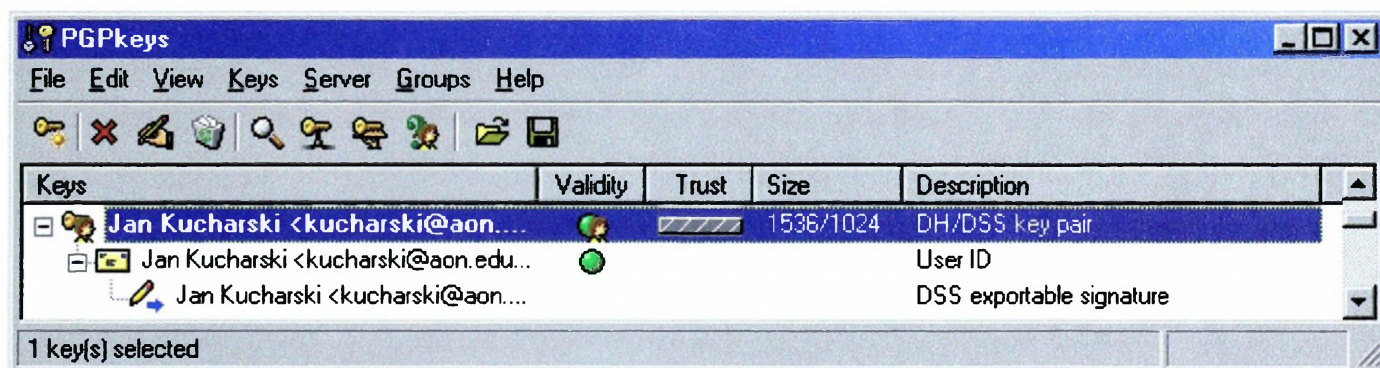 PGPkeys
File Edit View Keys Server Groups Help
Keys Validity Trust Size Description
Jan Kucharski <kucharski@aon.... 1536/1024 DH/DSS key pair
Jan Kucharski <kucharski@aon.edu... User ID
Jan Kucharski <kucharski@aon.... DSS exportable signature
1 key(s) selected